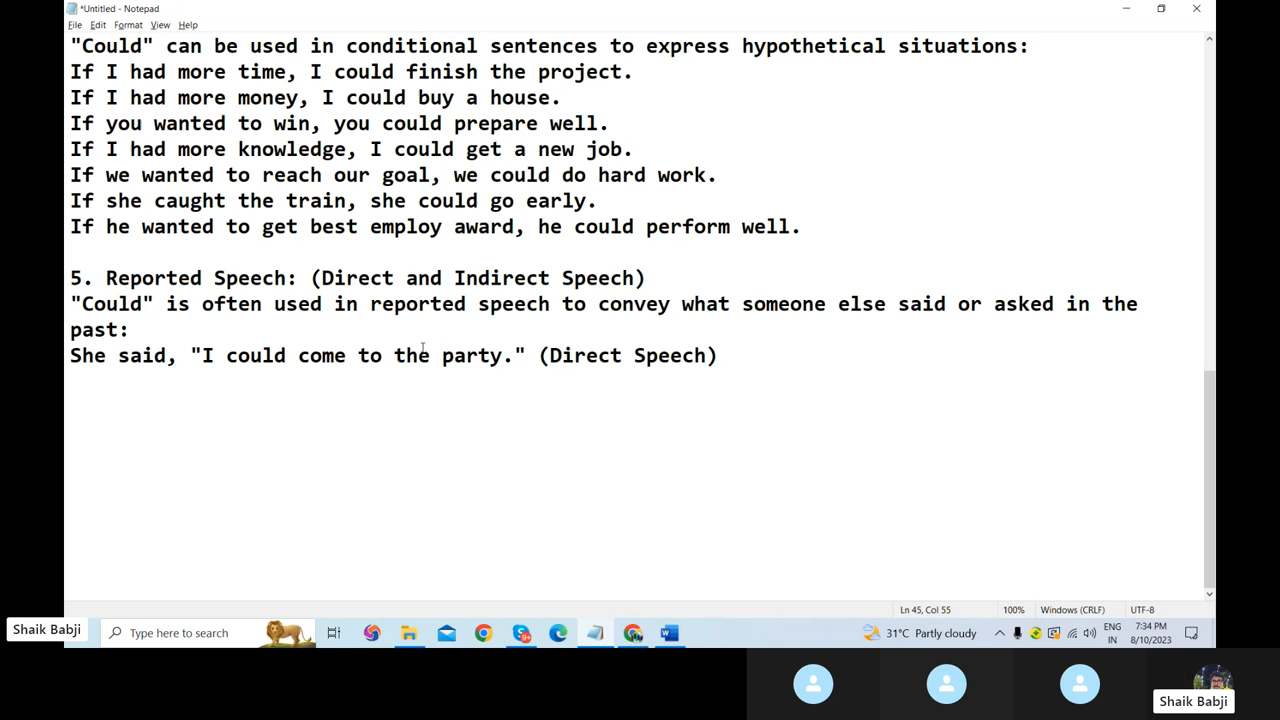 *Untitled - Notepad
File Edit Format View Help
"Could" can be used in conditional sentences to express hypothetical situations:
If I had more time, I could finish the project.
If I had more money, I could buy a house.
If you wanted to win, you could prepare well.
If I had more knowledge, I could get a new job.
If we wanted to reach our goal, we could do hard work.
If she caught the train, she could go early.
If he wanted to get best employ award, he could perform well.
5. Reported Speech: (Direct and Indirect Speech)
"Could" is often used in reported speech to convey what someone else said or asked in the
past:
She said, "I could come to the party." (Direct Speech)
Ln 45, Col 55 100% Windows (CRLF) UTF-8
Shaik Babji
Type here to search
31°C Partly cloudy
ENG
IN
7:34 PM
8/10/2023
Shaik Babji